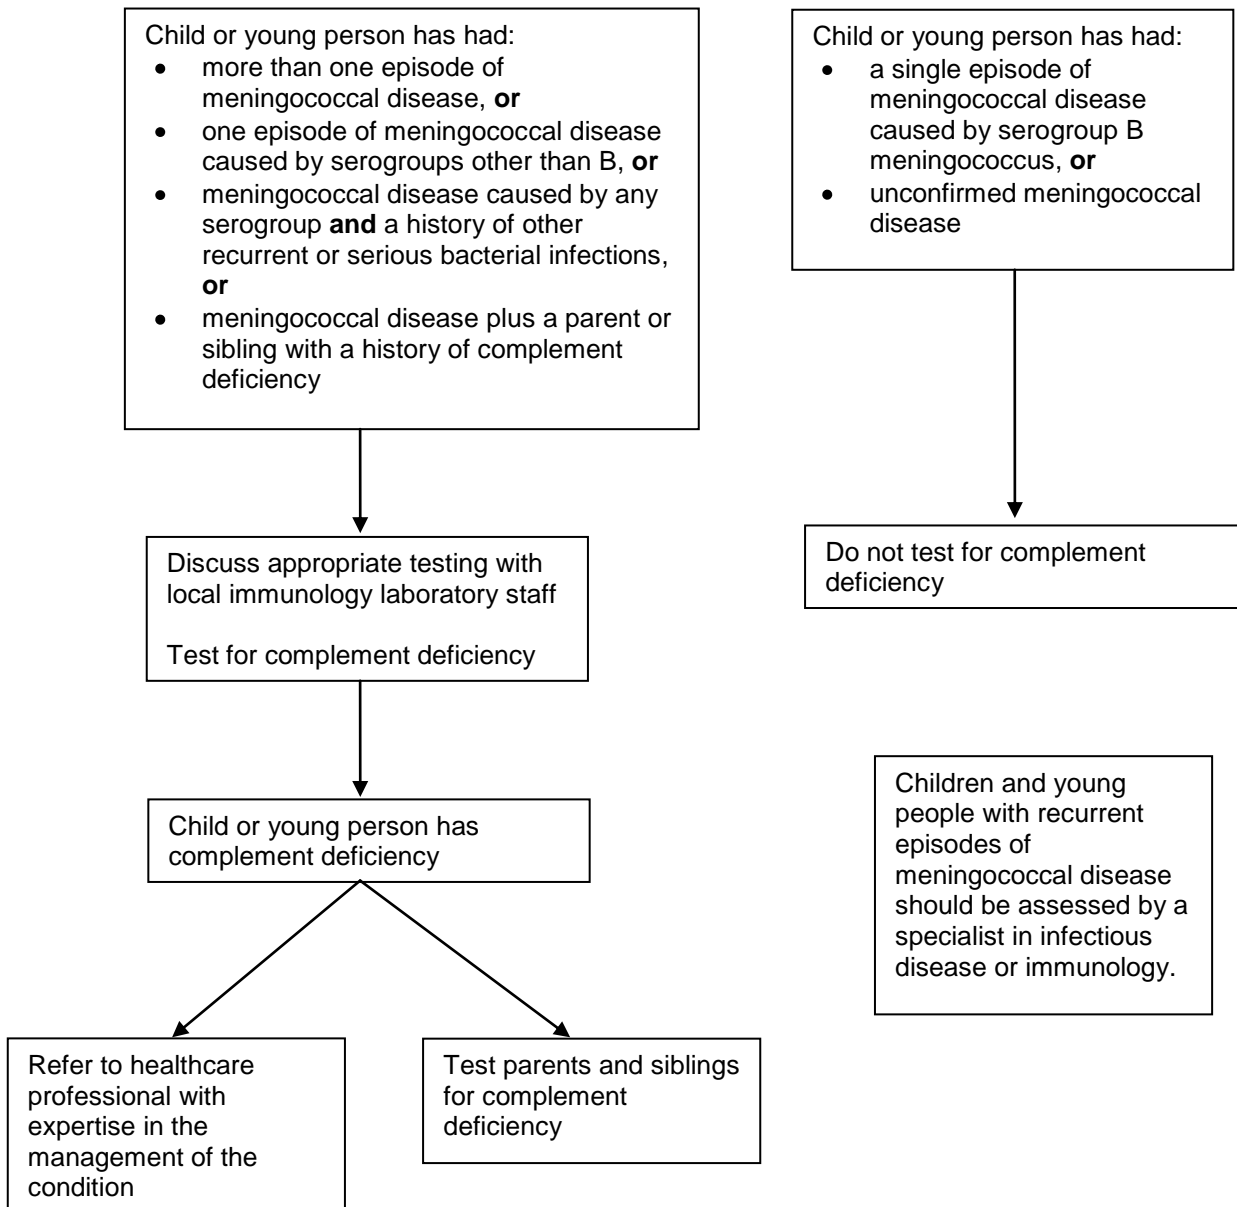 Child or young person has had:
• more than one episode of
meningococcal disease, or
• one episode of meningococcal disease
caused by serogroups other than B, or
• meningococcal disease caused by any
serogroup and a history of other
recurrent or serious bacterial infections,
or
• meningococcal disease plus a parent or
sibling with a history of complement
deficiency
Child or young person has had:
• a single episode of
meningococcal disease
caused by serogroup B
meningococcus, or
• unconfirmed meningococcal
disease
Discuss appropriate testing with
local immunology laboratory staff
Test for complement deficiency
Do not test for complement
deficiency
Child or young person has
complement deficiency
Children and young
people with recurrent
episodes of
meningococcal disease
should be assessed by a
specialist in infectious
disease or immunology.
Refer to healthcare
professional with
expertise in the
management of the
condition
Test parents and siblings
for complement
deficiency